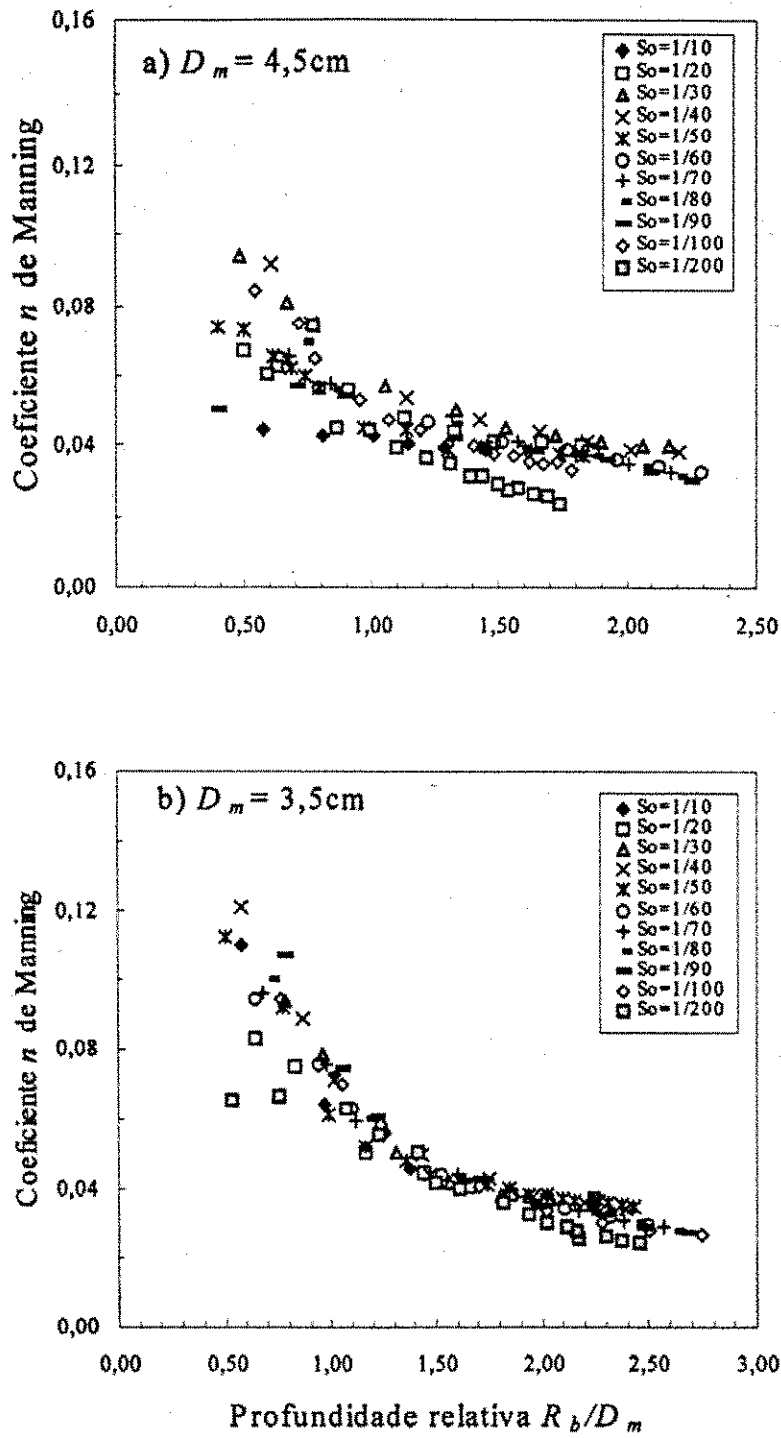 0,16
a) D m = 4,5cm
So=1/10
So=1/20
So=1/30
So=1/40
So=1/50
So=1/60
So=1/70
So=1/80
So=1/90
So=1/100
So=1/200
0,12
0,08
0,04
0,00
Coeficiente n de Manning
0,00 0,50 1,00 1,50 2,00 2,50
0,16
b) D m = 3,5cm
So=1/10
So=1/20
So=1/30
So=1/40
So=1/50
So=1/60
So=1/70
So=1/80
So=1/90
So=1/100
So=1/200
0,12
0,08
0,04
0,00
Coeficiente n de Manning
0,00 0,50 1,00 1,50 2,00 2,50 3,00
Profundidade relativa R b/D m